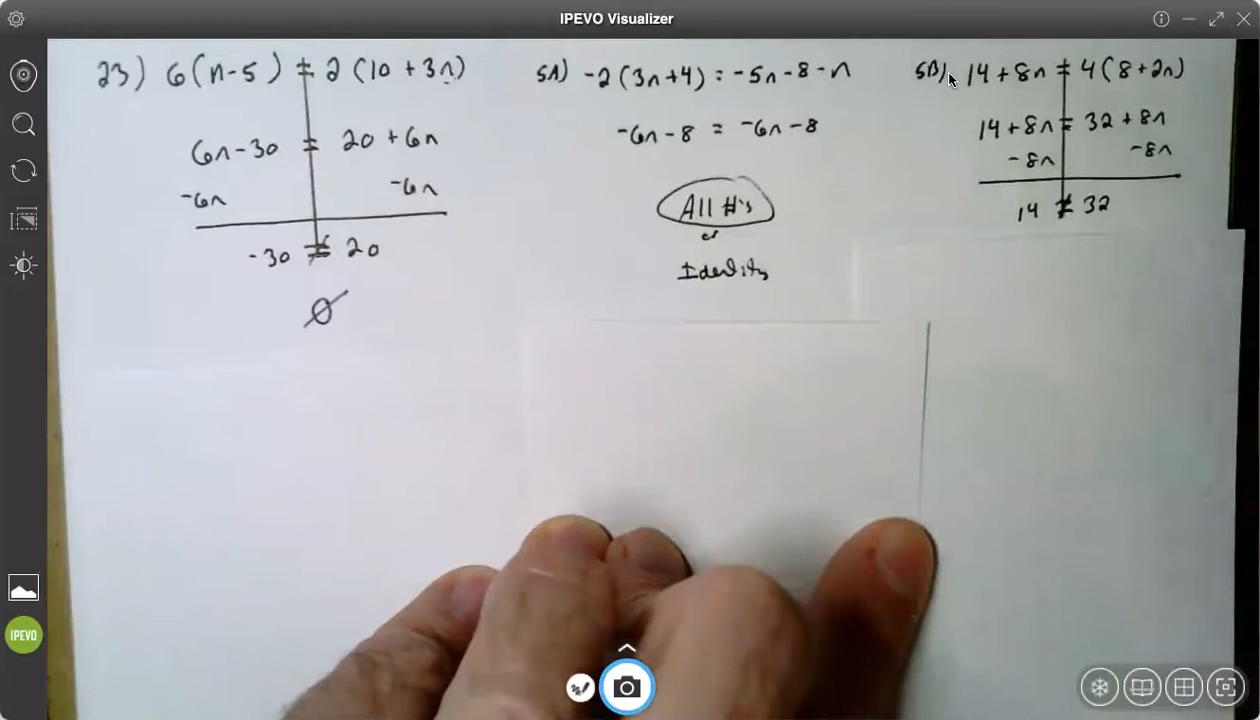 IPEVO Visualizer
23) 6(n-5) = 2(10 + 3n)
6n-30 = 20 + 6n
-6n -6n
-30 ≠ 20
∅
5A) -2(3n+4) = -5n-8-n
-6n-8 = -6n-8
All #'s
or
Identity
5B) 14+8n = 4(8+2n)
14+8n = 32+8n
-8n -8n
14 ≠ 32
IPEVO